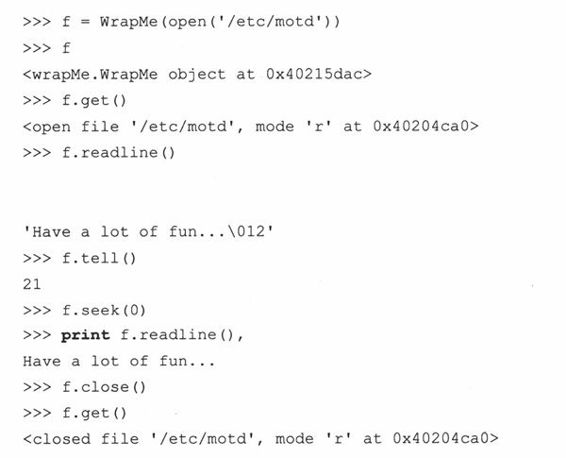 >>> f = WrapMe(open('/etc/motd'))
>>> f
<wrapMe.WrapMe object at 0x40215dac>
>>> f.get()
<open file '/etc/motd', mode 'r' at 0x40204ca0>
>>> f.readline()
'Have a lot of fun...\012'
>>> f.tell()
21
>>> f.seek(0)
>>> print f.readline(),
Have a lot of fun...
>>> f.close()
>>> f.get()
<closed file '/etc/motd', mode 'r' at 0x40204ca0>